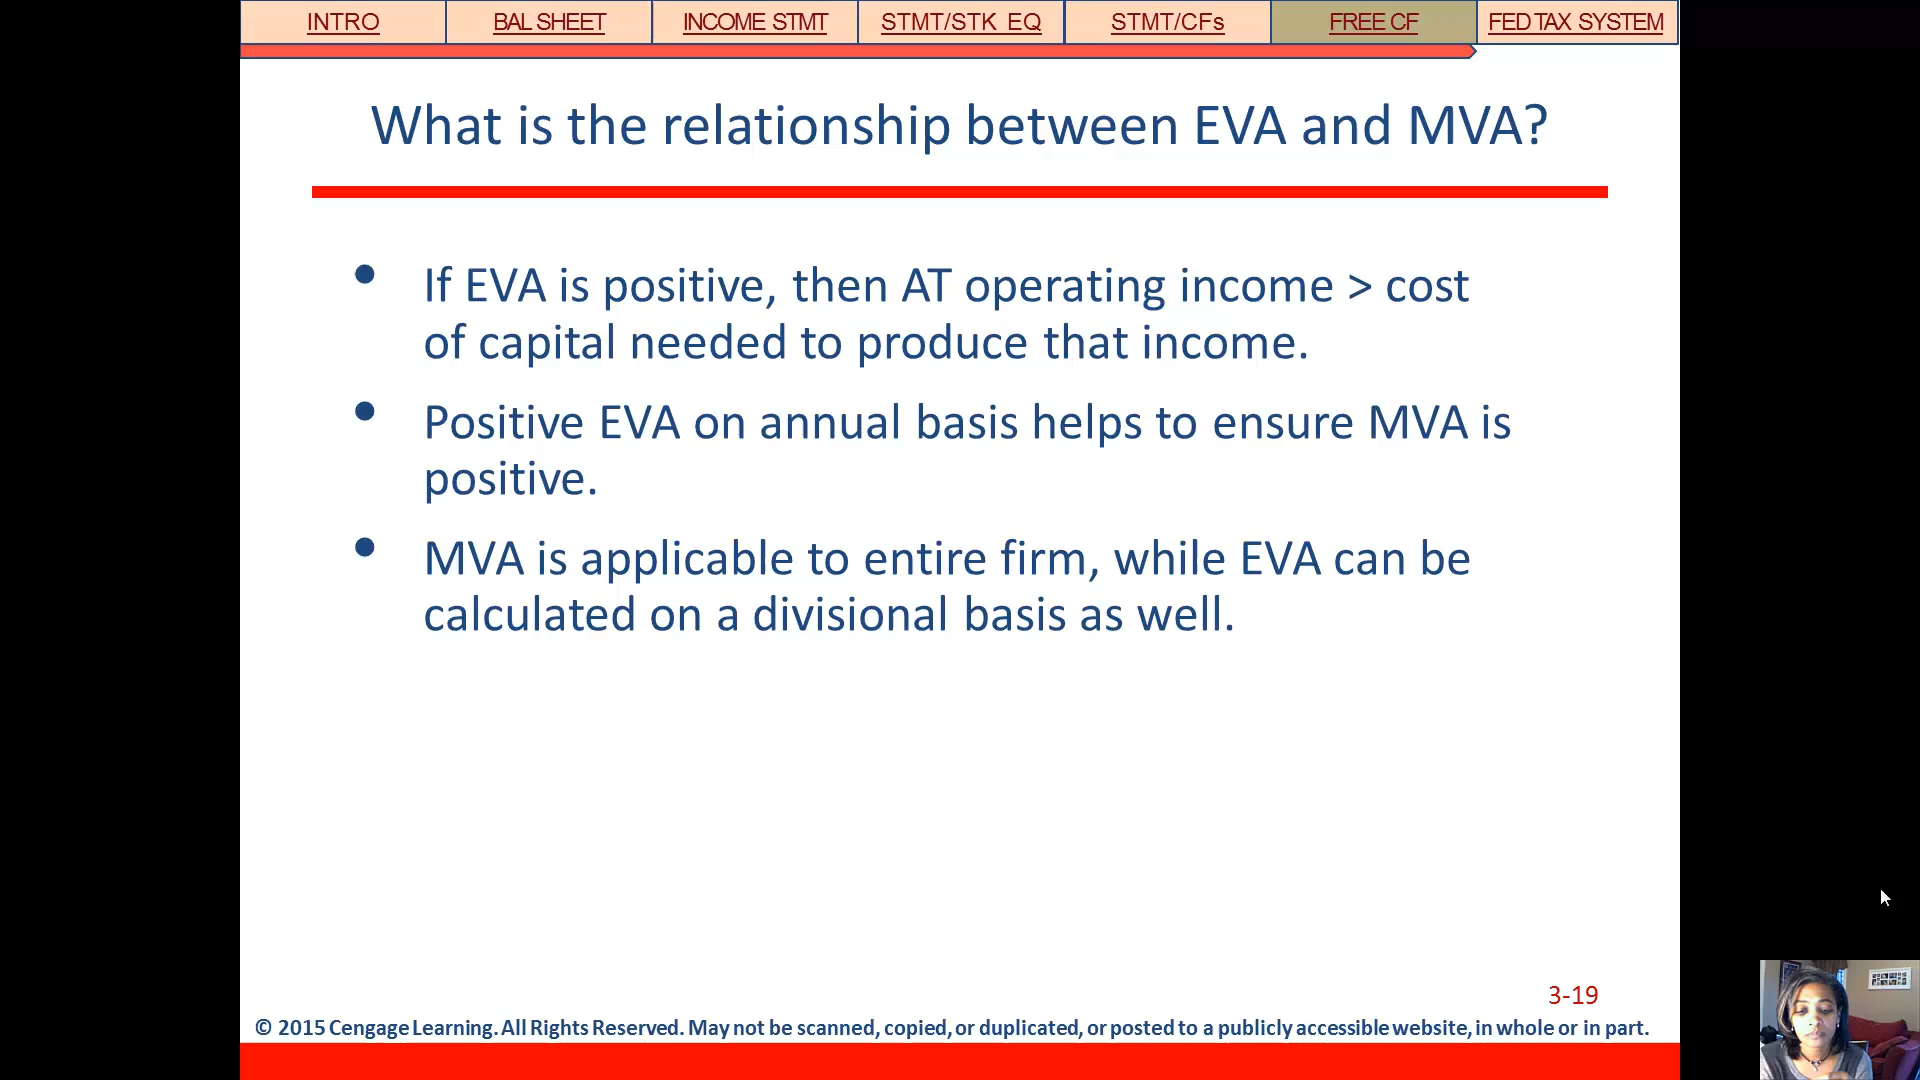 INTRO
BAL SHEET
INCOME STMT
STMT/STK EQ
STMT/CFs
FREE CF
FED TAX SYSTEM
What is the relationship between EVA and MVA?
• If EVA is positive, then AT operating income > cost
of capital needed to produce that income.
• Positive EVA on annual basis helps to ensure MVA is
positive.
• MVA is applicable to entire firm, while EVA can be
calculated on a divisional basis as well.
3-19
© 2015 Cengage Learning. All Rights Reserved. May not be scanned, copied, or duplicated, or posted to a publicly accessible website, in whole or in part.